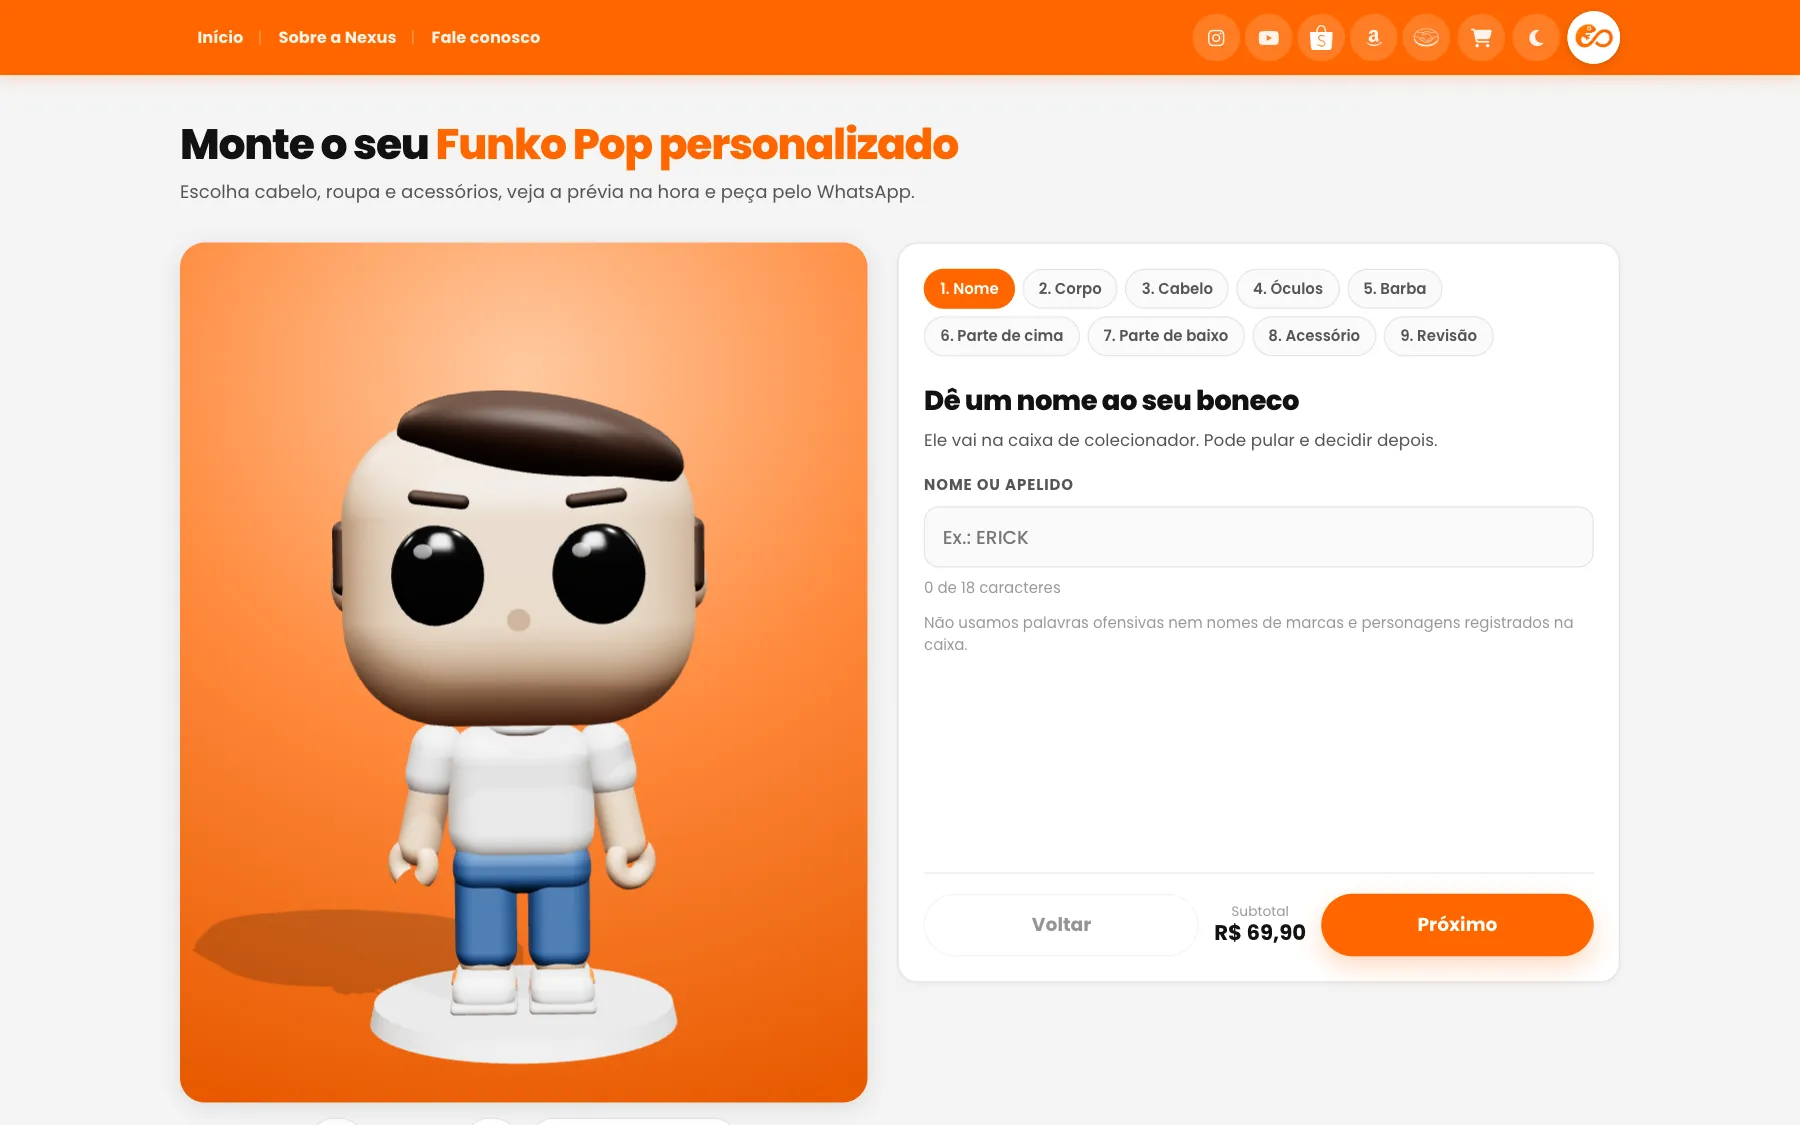 Início
Sobre a Nexus
Fale conosco
Monte o seu Funko Pop personalizado
Escolha cabelo, roupa e acessórios, veja a prévia na hora e peça pelo WhatsApp.
1. Nome
2. Corpo
3. Cabelo
4. Óculos
5. Barba
6. Parte de cima
7. Parte de baixo
8. Acessório
9. Revisão
Dê um nome ao seu boneco
Ele vai na caixa de colecionador. Pode pular e decidir depois.
NOME OU APELIDO
Ex.: ERICK
0 de 18 caracteres
Não usamos palavras ofensivas nem nomes de marcas e personagens registrados na
caixa.
Voltar
Subtotal
R$ 69,90
Próximo